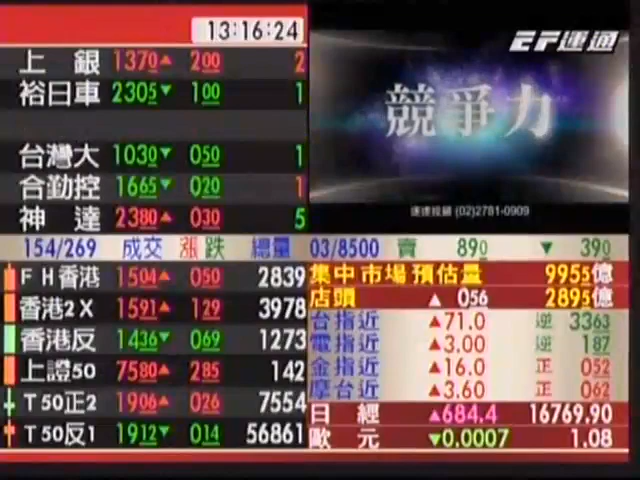 13:16:24
上銀 1370▲ 200 2
裕日車 2305▼ 100 1
台灣大 1030▼ 050 1
合勤控 1665▼ 020 1
神達 2380▲ 030 5
154/269 成交 漲跌 總量
FH香港 1504▲ 050 2839
香港2X 1591▲ 129 3978
香港反 1436▼ 069 1273
上證50 7580▲ 285 142
T50正2 1906▲ 026 7554
T50反1 1912▼ 014 56861
EF運通
競爭力
(02)2781-0909
03/8500 賣 890 ▼ 390
集中市場預估量 9955億
店頭 ▲ 056 2895億
台指近 ▲71.0 逆 3363
電指近 ▲3.00 逆 187
金指近 ▲16.0 正 052
摩台近 ▲3.60 正 062
日經 ▲684.4 16769.90
歐元 ▼0.0007 1.08